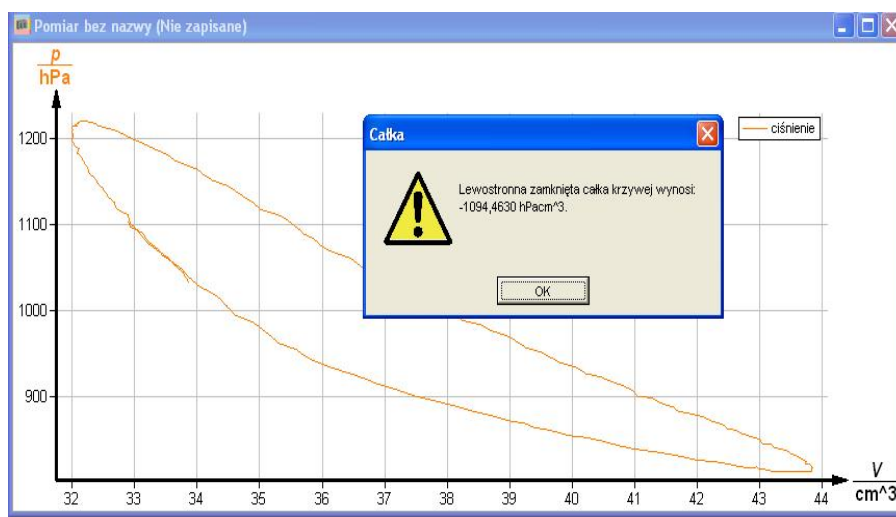 Pomiar bez nazwy (Nie zapisane)
p
hPa
ciśnienie
1200
1100
1000
900
Całka
Lewostronna zamknięta całka krzywej wynosi:
-1094,4630 hPacm^3.
OK
32 33 34 35 36 37 38 39 40 41 42 43 44
V
cm^3